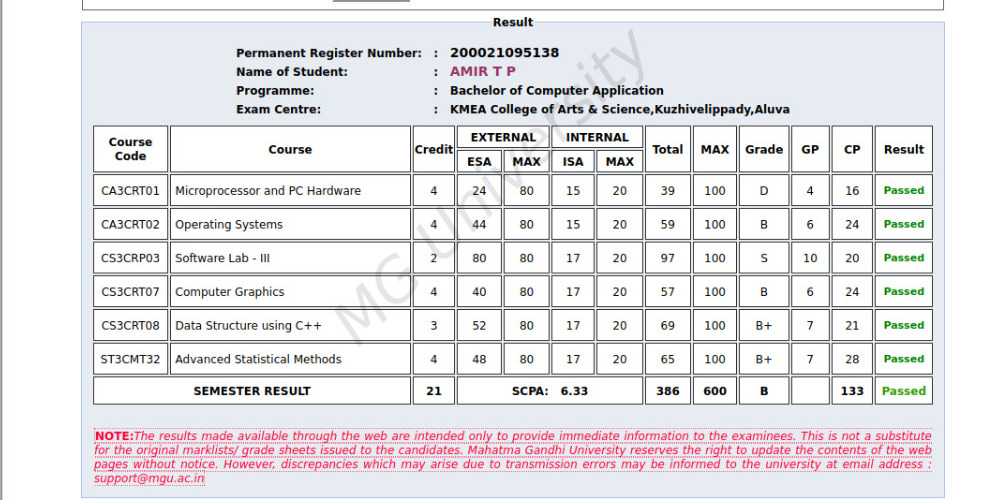 Result
Permanent Register Number: : 200021095138
Name of Student: : AMIR T P
Programme: : Bachelor of Computer Application
Exam Centre: : KMEA College of Arts & Science,Kuzhivelippady,Aluva
Course Code Course Credit EXTERNAL INTERNAL Total MAX Grade GP CP Result
ESA MAX ISA MAX
CA3CRT01 Microprocessor and PC Hardware 4 24 80 15 20 39 100 D 4 16 Passed
CA3CRT02 Operating Systems 4 44 80 15 20 59 100 B 6 24 Passed
CS3CRP03 Software Lab - III 2 80 80 17 20 97 100 S 10 20 Passed
CS3CRT07 Computer Graphics 4 40 80 17 20 57 100 B 6 24 Passed
CS3CRT08 Data Structure using C++ 3 52 80 17 20 69 100 B+ 7 21 Passed
ST3CMT32 Advanced Statistical Methods 4 48 80 17 20 65 100 B+ 7 28 Passed
SEMESTER RESULT 21 SCPA: 6.33 386 600 B 133 Passed
NOTE:The results made available through the web are intended only to provide immediate information to the examinees. This is not a substitute
for the original marklists/ grade sheets issued to the candidates. Mahatma Gandhi University reserves the right to update the contents of the web
pages without notice. However, discrepancies which may arise due to transmission errors may be informed to the university at email address :
support@mgu.ac.in
MG University